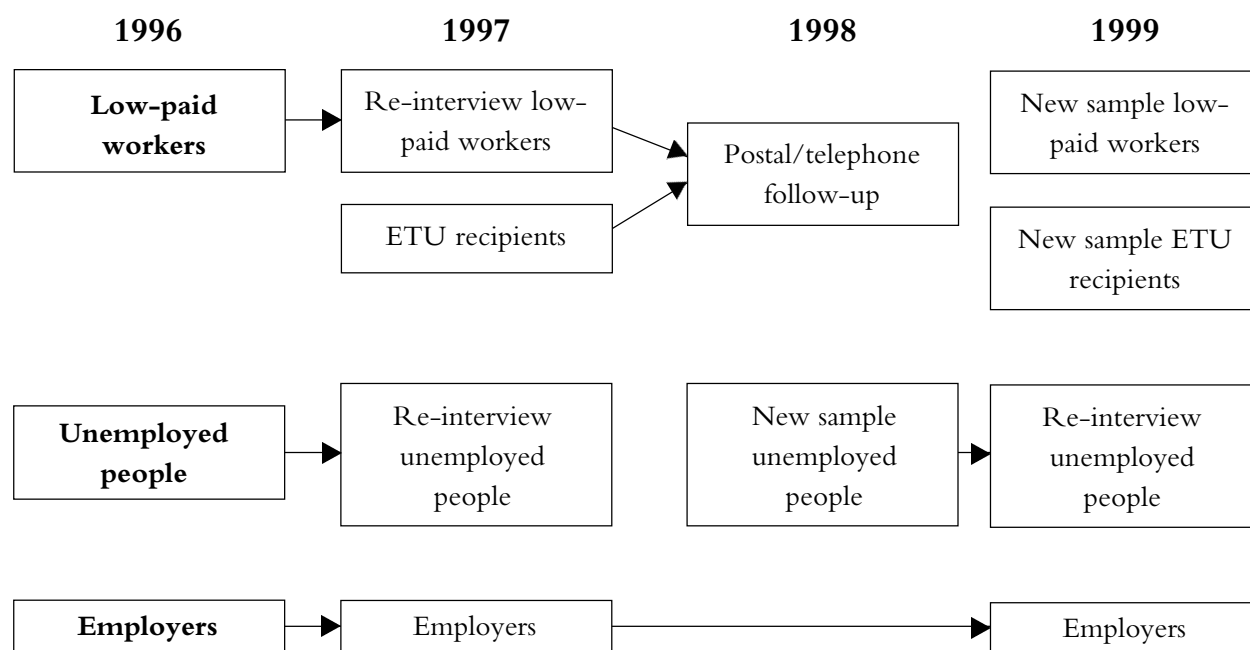 1996
1997
1998
1999
Low-paid
workers
Re-interview low-
paid workers
ETU recipients
Postal/telephone
follow-up
New sample low-
paid workers
New sample ETU
recipients
Unemployed
people
Re-interview
unemployed
people
New sample
unemployed
people
Re-interview
unemployed
people
Employers
Employers
Employers